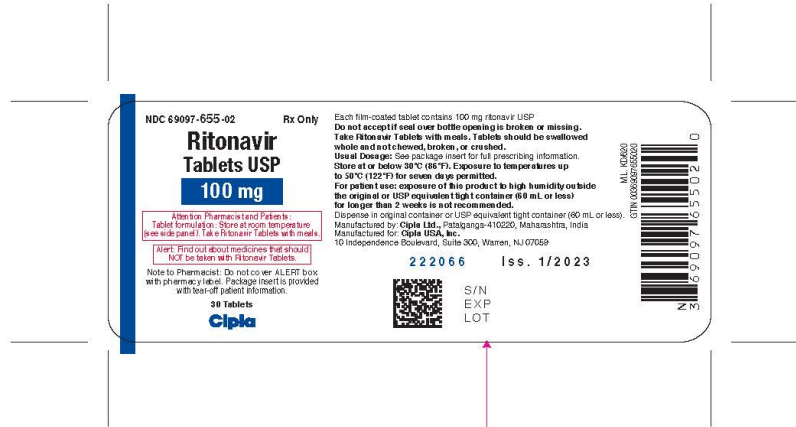 NDC 69097-655-02 Rx Only
Ritonavir
Tablets USP
100 mg
Attention Pharmacist and Patients:
Tablet formulation: Store at room temperature
(see side panel). Take Ritonavir Tablets with meals.
Alert: Find out about medicines that should
NOT be taken with Ritonavir Tablets.
Note to Pharmacist: Do not cover ALERT box
with pharmacy label. Package insert is provided
with tear-off patient information.
30 Tablets
Cipla
Each film-coated tablet contains 100 mg ritonavir USP
Do not accept if seal over bottle opening is broken or missing.
Take Ritonavir Tablets with meals. Tablets should be swallowed
whole and not chewed, broken, or crushed.
Usual Dosage: See package insert for full prescribing information.
Store at or below 30°C (86°F). Exposure to temperatures up
to 50°C (122°F) for seven days permitted.
For patient use: exposure of this product to high humidity outside
the original or USP equivalent tight container (60 mL or less)
for longer than 2 weeks is not recommended.
Dispense in original container or USP equivalent tight container (60 mL or less).
Manufactured by: Cipla Ltd., Patalganga-410220, Maharashtra, India
Manufactured for: Cipla USA, Inc.
10 Independence Boulevard, Suite 300, Warren, NJ 07059
222066 Iss. 1/2023
S/N
EXP
LOT
M.L. KD/620
GTIN 00369097655020
N 3 69097 65502 0